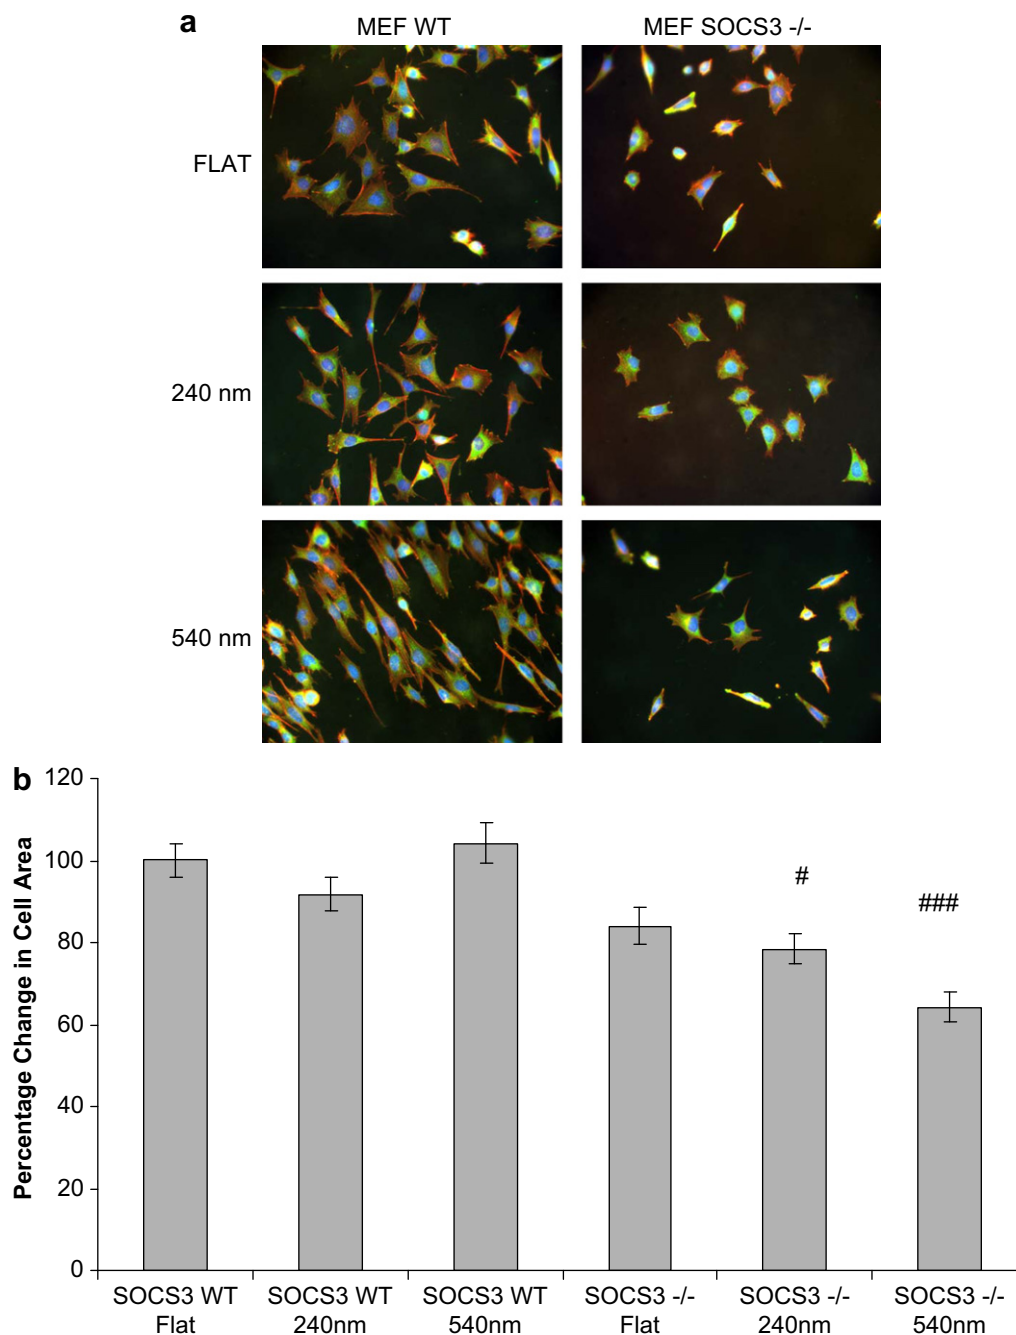 a
MEF WT
MEF SOCS3 -/-
FLAT
240 nm
540 nm
b
Percentage Change in Cell Area
120
100
80
60
40
20
0
#
###
SOCS3 WT
Flat
SOCS3 WT
240nm
SOCS3 WT
540nm
SOCS3 -/-
Flat
SOCS3 -/-
240nm
SOCS3 -/-
540nm